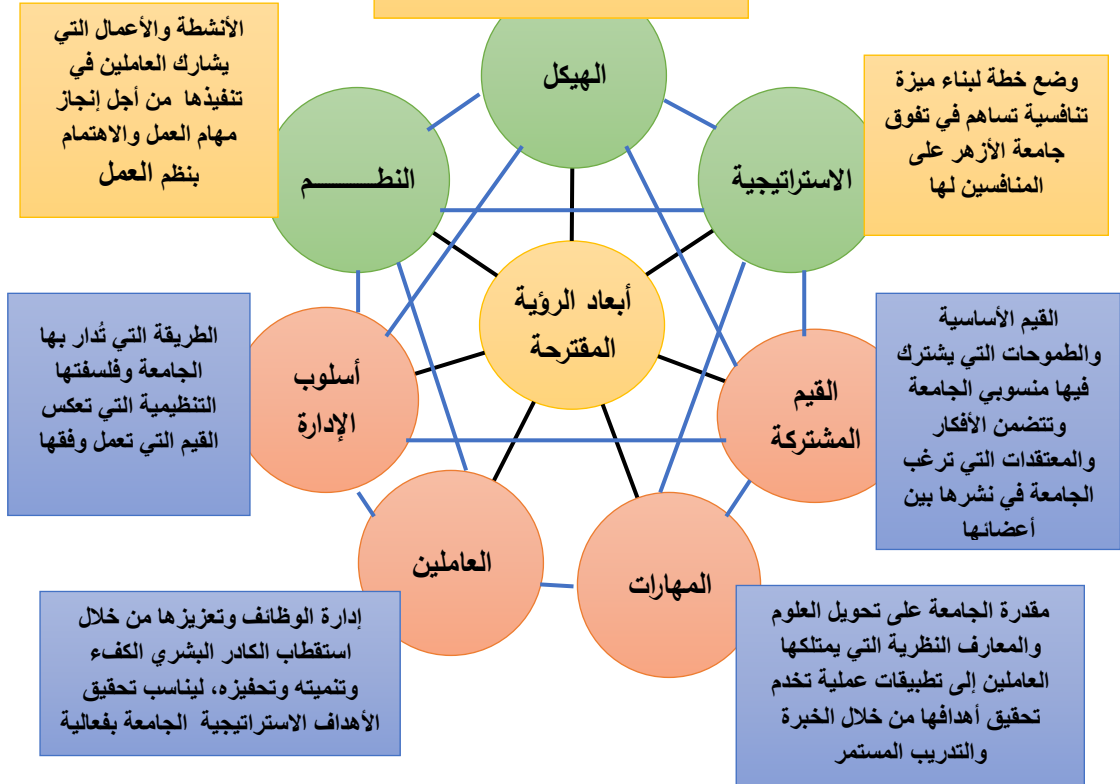 الهيكل
الأنشطة والأعمال التي
يشارك العاملين في
تنفيذها من أجل إنجاز
مهام العمل والاهتمام
بنظم العمل
وضع خطة لبناء ميزة
تنافسية تساهم في تفوق
جامعة الأزهر على
المنافسين لها
الاستراتيجية
النطــــــــم
أبعاد الرؤية
المقترحة
القيم الأساسية
والطموحات التي يشترك
فيها منسوبي الجامعة
وتتضمن الأفكار
والمعتقدات التي ترغب
الجامعة في نشرها بين
أعضائها
القيم
المشتركة
أسلوب
الإدارة
الطريقة التي تُدار بها
الجامعة وفلسفتها
التنظيمية التي تعكس
القيم التي تعمل وفقها
المهارات
العاملين
مقدرة الجامعة على تحويل العلوم
والمعارف النظرية التي يمتلكها
العاملين إلى تطبيقات عملية تخدم
تحقيق أهدافها من خلال الخبرة
والتدريب المستمر
إدارة الوظائف وتعزيزها من خلال
استقطاب الكادر البشري الكفء
وتنميته وتحفيزه، ليناسب تحقيق
الأهداف الاستراتيجية الجامعة بفعالية